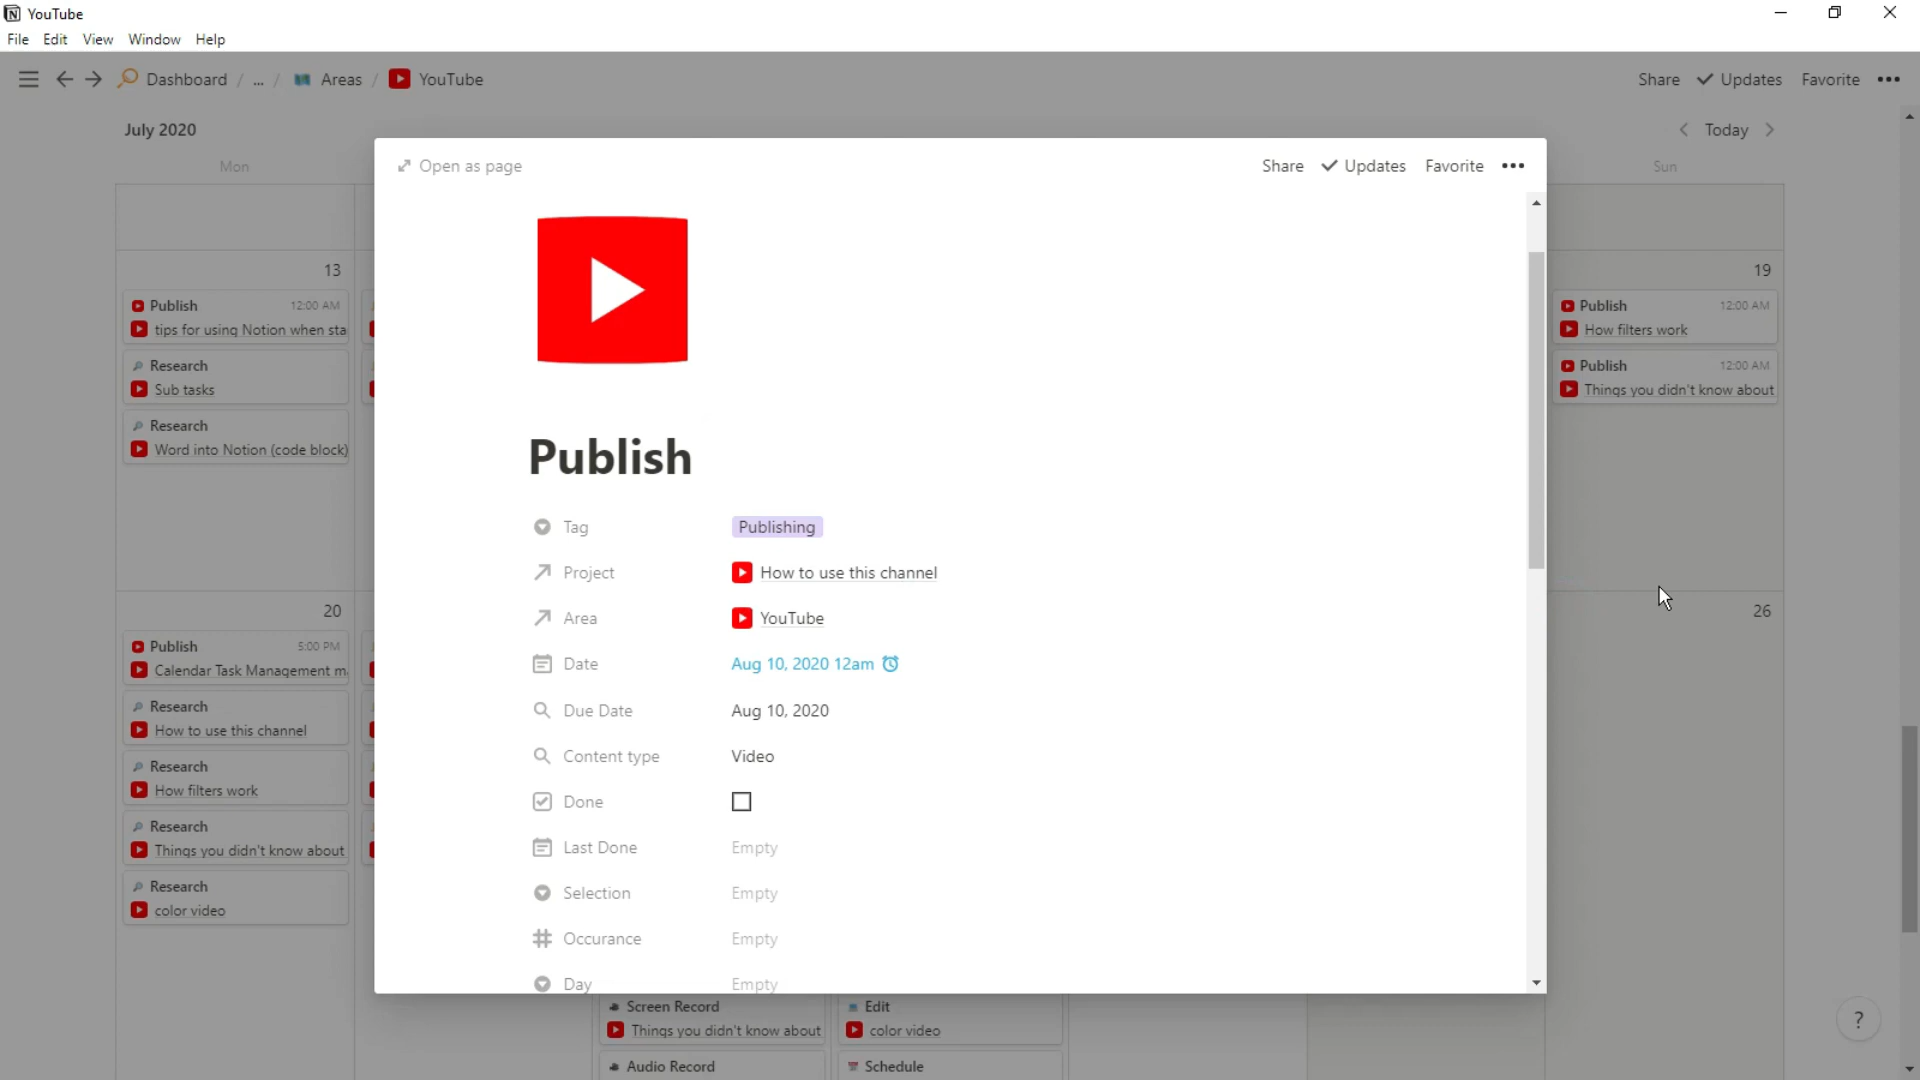 YouTube
File Edit View Window Help
Dashboard / ... / Areas / YouTube
Share Updates Favorite
July 2020
Today
Mon
Sun
Open as page
Share Updates Favorite
13
19
Publish 12:00 AM
tips for using Notion when sta
Research
Sub tasks
Research
Word into Notion (code block)
Publish 12:00 AM
How filters work
Publish 12:00 AM
Things you didn't know about
Publish
Tag Publishing
Project How to use this channel
Area YouTube
Date Aug 10, 2020 12am
Due Date Aug 10, 2020
Content type Video
Done
Last Done Empty
Selection Empty
Occurance Empty
Day Empty
20
26
Publish 5:00 PM
Calendar Task Management m
Research
How to use this channel
Research
How filters work
Research
Things you didn't know about
Research
color video
Screen Record
Things you didn't know about
Audio Record
Edit
color video
Schedule
?